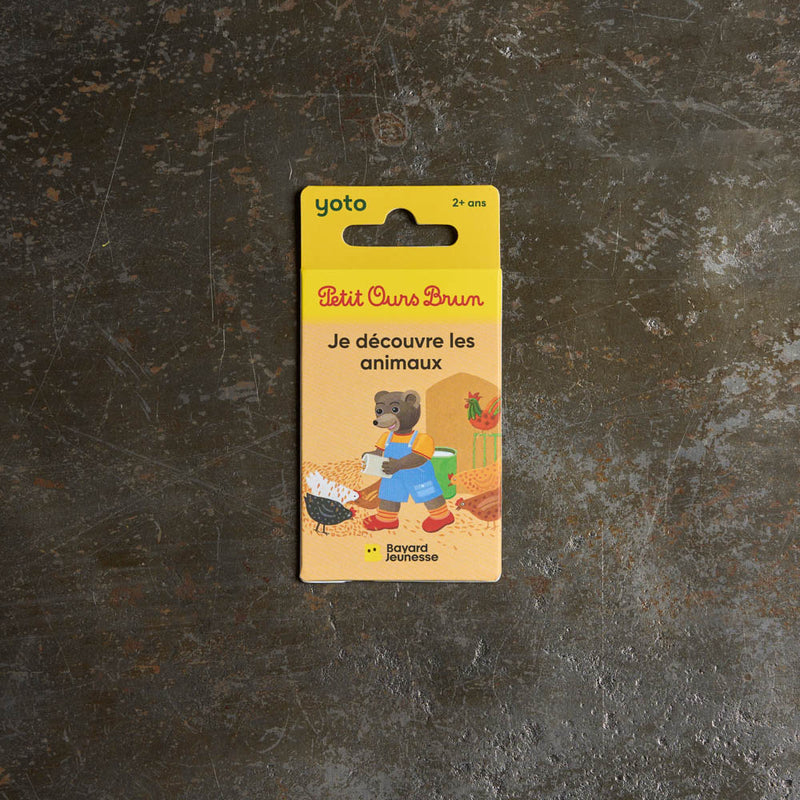 yoto
2+ ans
Petit Ours Brun
Je découvre les
animaux
Bayard
Jeunesse